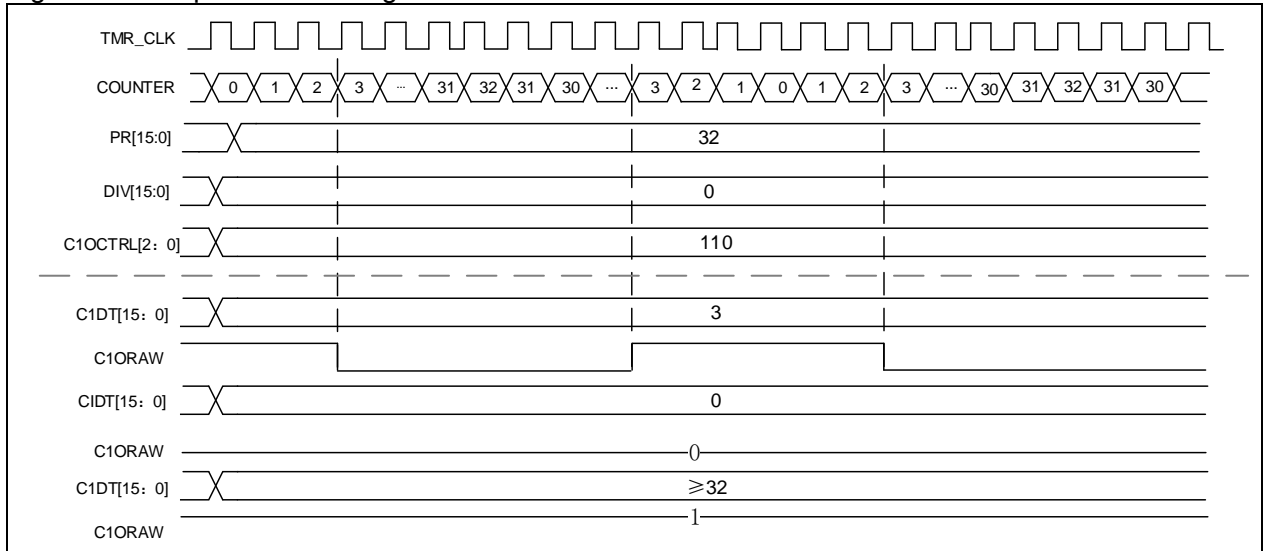 TMR_CLK
COUNTER 0 1 2 3 ... 31 32 31 30 ... 3 2 1 0 1 2 3 ... 30 31 32 31 30
PR[15:0] 32
DIV[15:0] 0
C1OCTRL[2：0] 110
C1DT[15：0] 3
C1ORAW
CIDT[15：0] 0
C1ORAW 0
C1DT[15：0] ≥32
C1ORAW 1